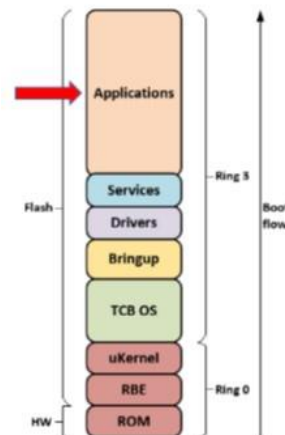 Applications
Services
Ring 3
Flash
Drivers
Boot
flow
Bringup
TCB OS
uKernel
RBE
Ring 0
HW
ROM